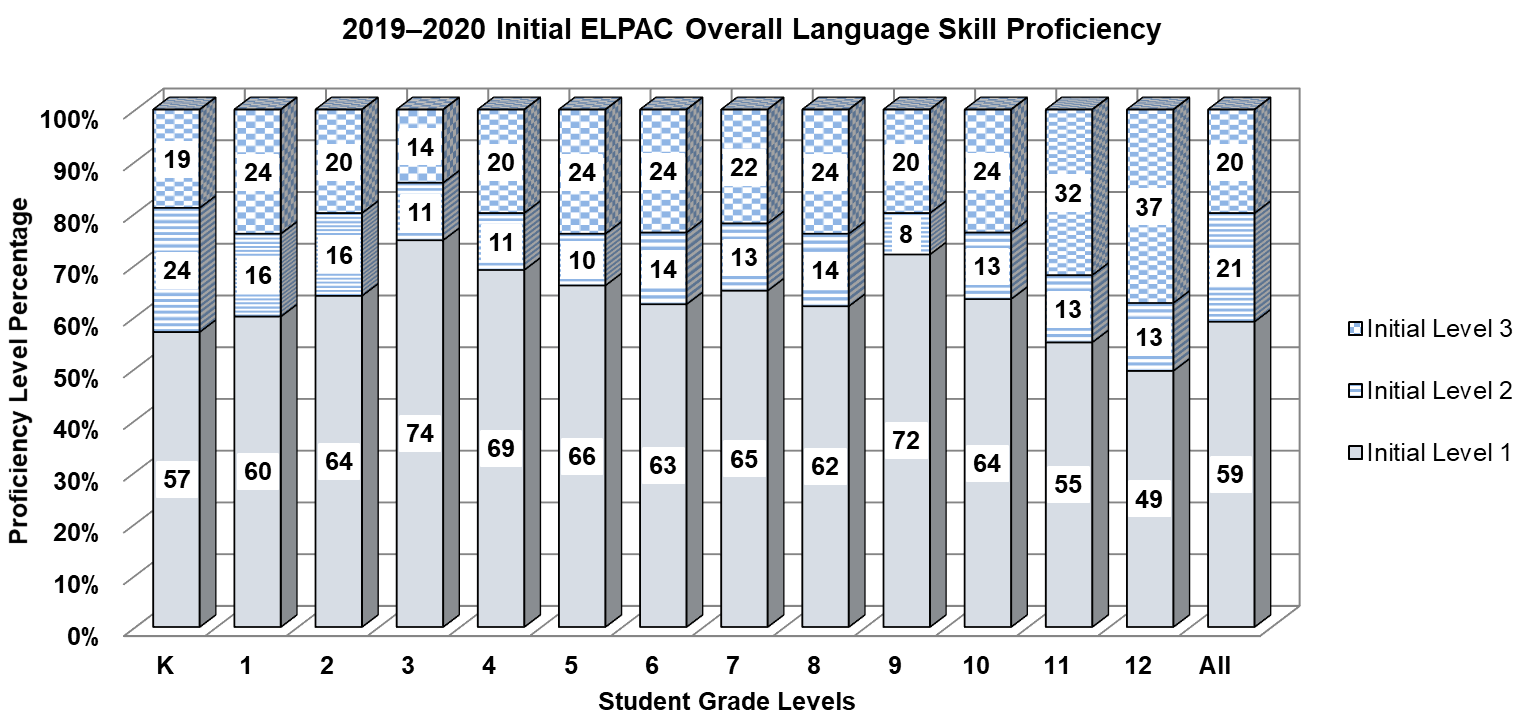 2019–2020 Initial ELPAC Overall Language Skill Proficiency
Proficiency Level Percentage
100%
90%
80%
70%
60%
50%
40%
30%
20%
10%
0%
19 24 20 14 20 24 24 22 24 20 24 32 37 20
24 16 16 11 11 10 14 13 14 8 13 13 13 21
57 60 64 74 69 66 63 65 62 72 64 55 49 59
K 1 2 3 4 5 6 7 8 9 10 11 12 All
Student Grade Levels
Initial Level 3
Initial Level 2
Initial Level 1